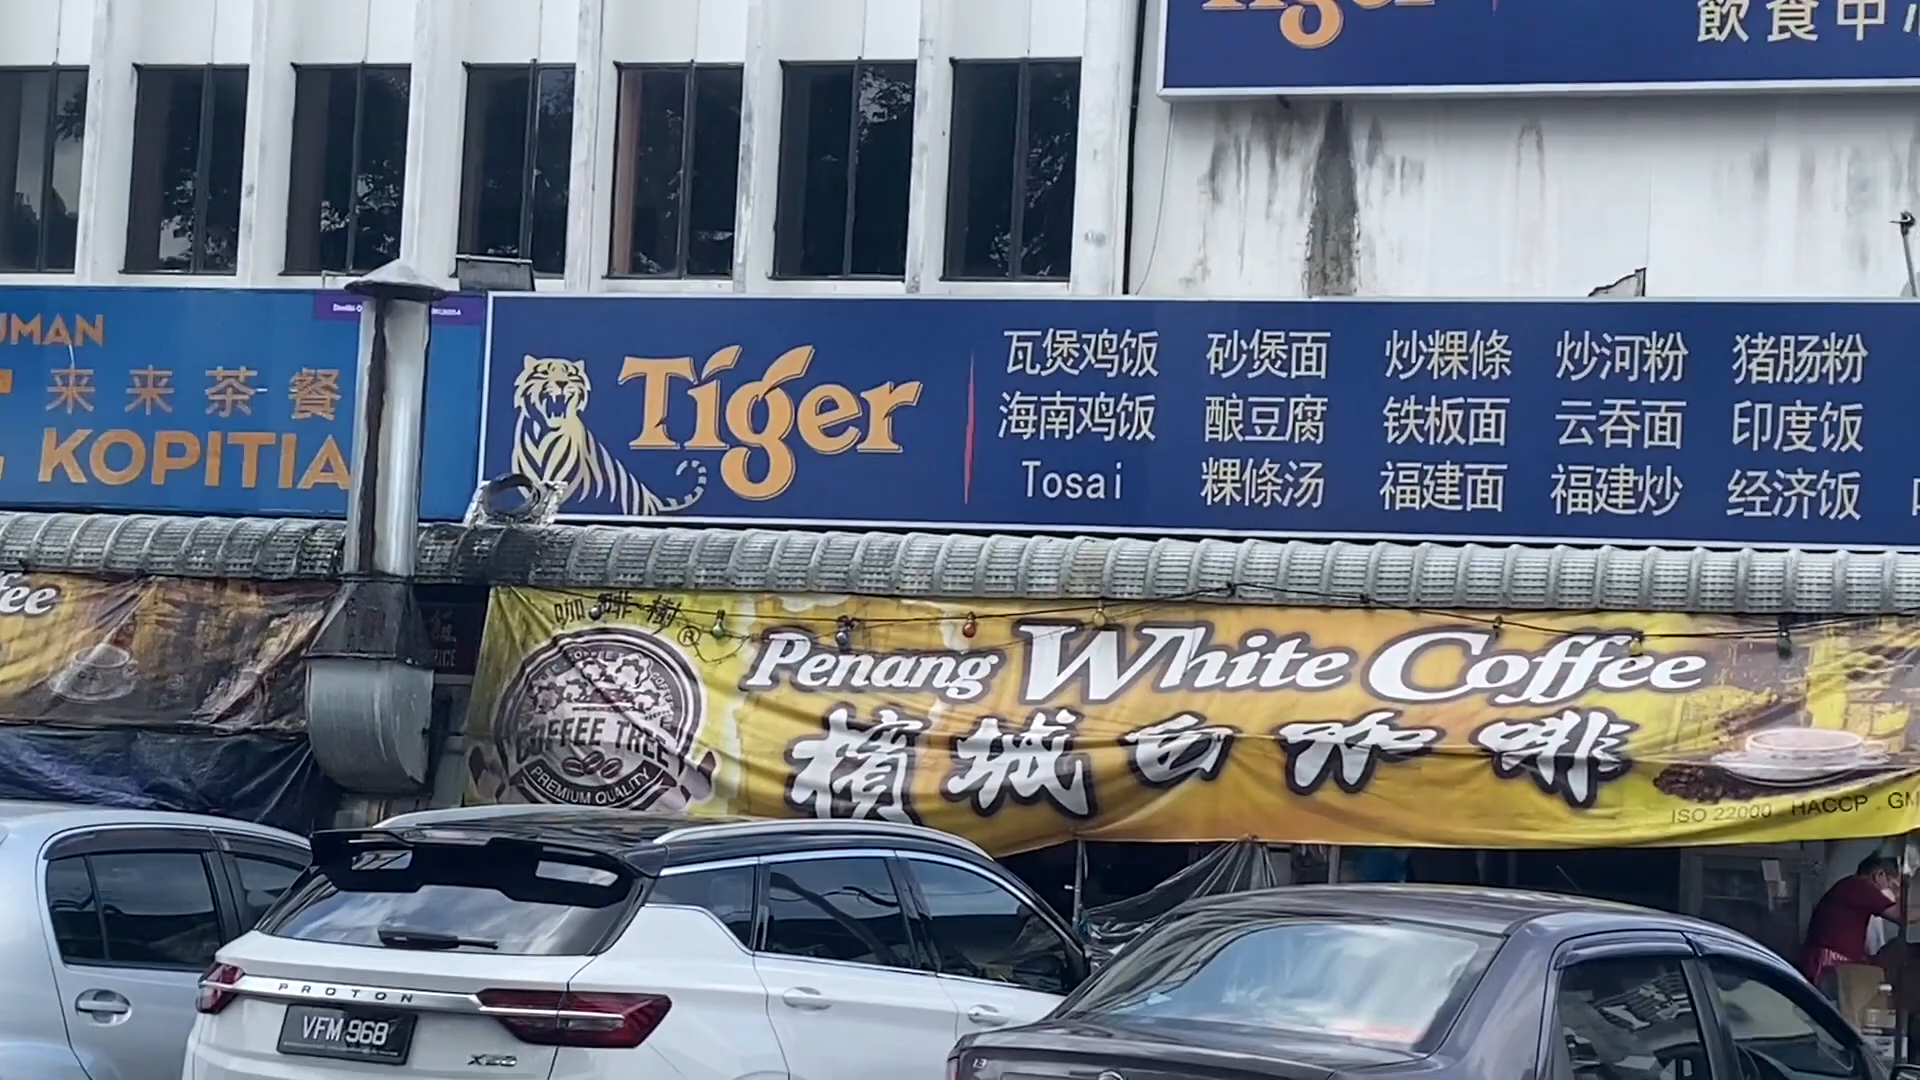 Tiger
飲食中
UMAN
来来茶餐
KOPITIA
Tiger
瓦煲鸡饭 砂煲面 炒粿條 炒河粉 猪肠粉
海南鸡饭 酿豆腐 铁板面 云吞面 印度饭
Tosai 粿條汤 福建面 福建炒 经济饭
fee
咖啡樹
®
COFFEE TREE
PREMIUM QUALITY
Penang White Coffee
檳城白咖啡
ISO 22000 HACCP GM
PROTON
VFM 968
X50